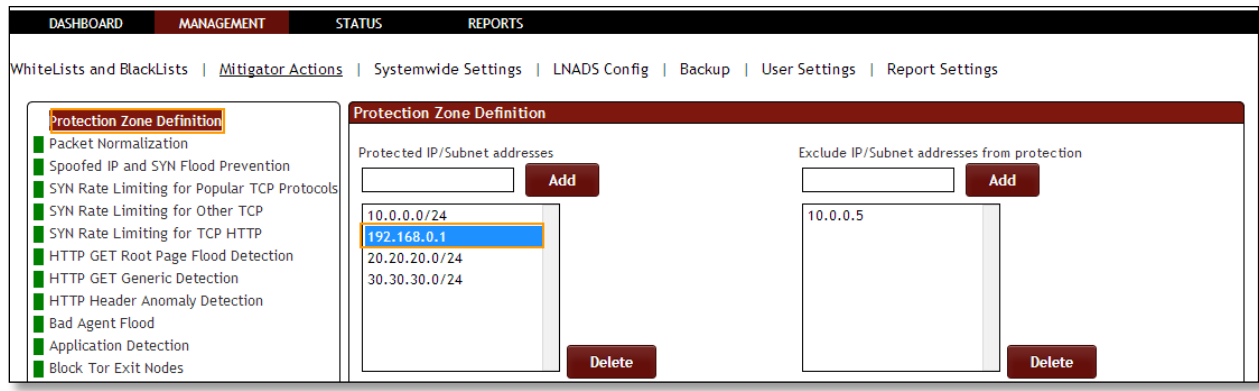 DASHBOARD MANAGEMENT STATUS REPORTS
WhiteLists and BlackLists | Mitigator Actions | Systemwide Settings | LNADS Config | Backup | User Settings | Report Settings
Protection Zone Definition
Packet Normalization
Spoofed IP and SYN Flood Prevention
SYN Rate Limiting for Popular TCP Protocols
SYN Rate Limiting for Other TCP
SYN Rate Limiting for TCP HTTP
HTTP GET Root Page Flood Detection
HTTP GET Generic Detection
HTTP Header Anomaly Detection
Bad Agent Flood
Application Detection
Block Tor Exit Nodes
Protection Zone Definition
Protected IP/Subnet addresses
Add
10.0.0.0/24
192.168.0.1
20.20.20.0/24
30.30.30.0/24
Delete
Exclude IP/Subnet addresses from protection
Add
10.0.0.5
Delete